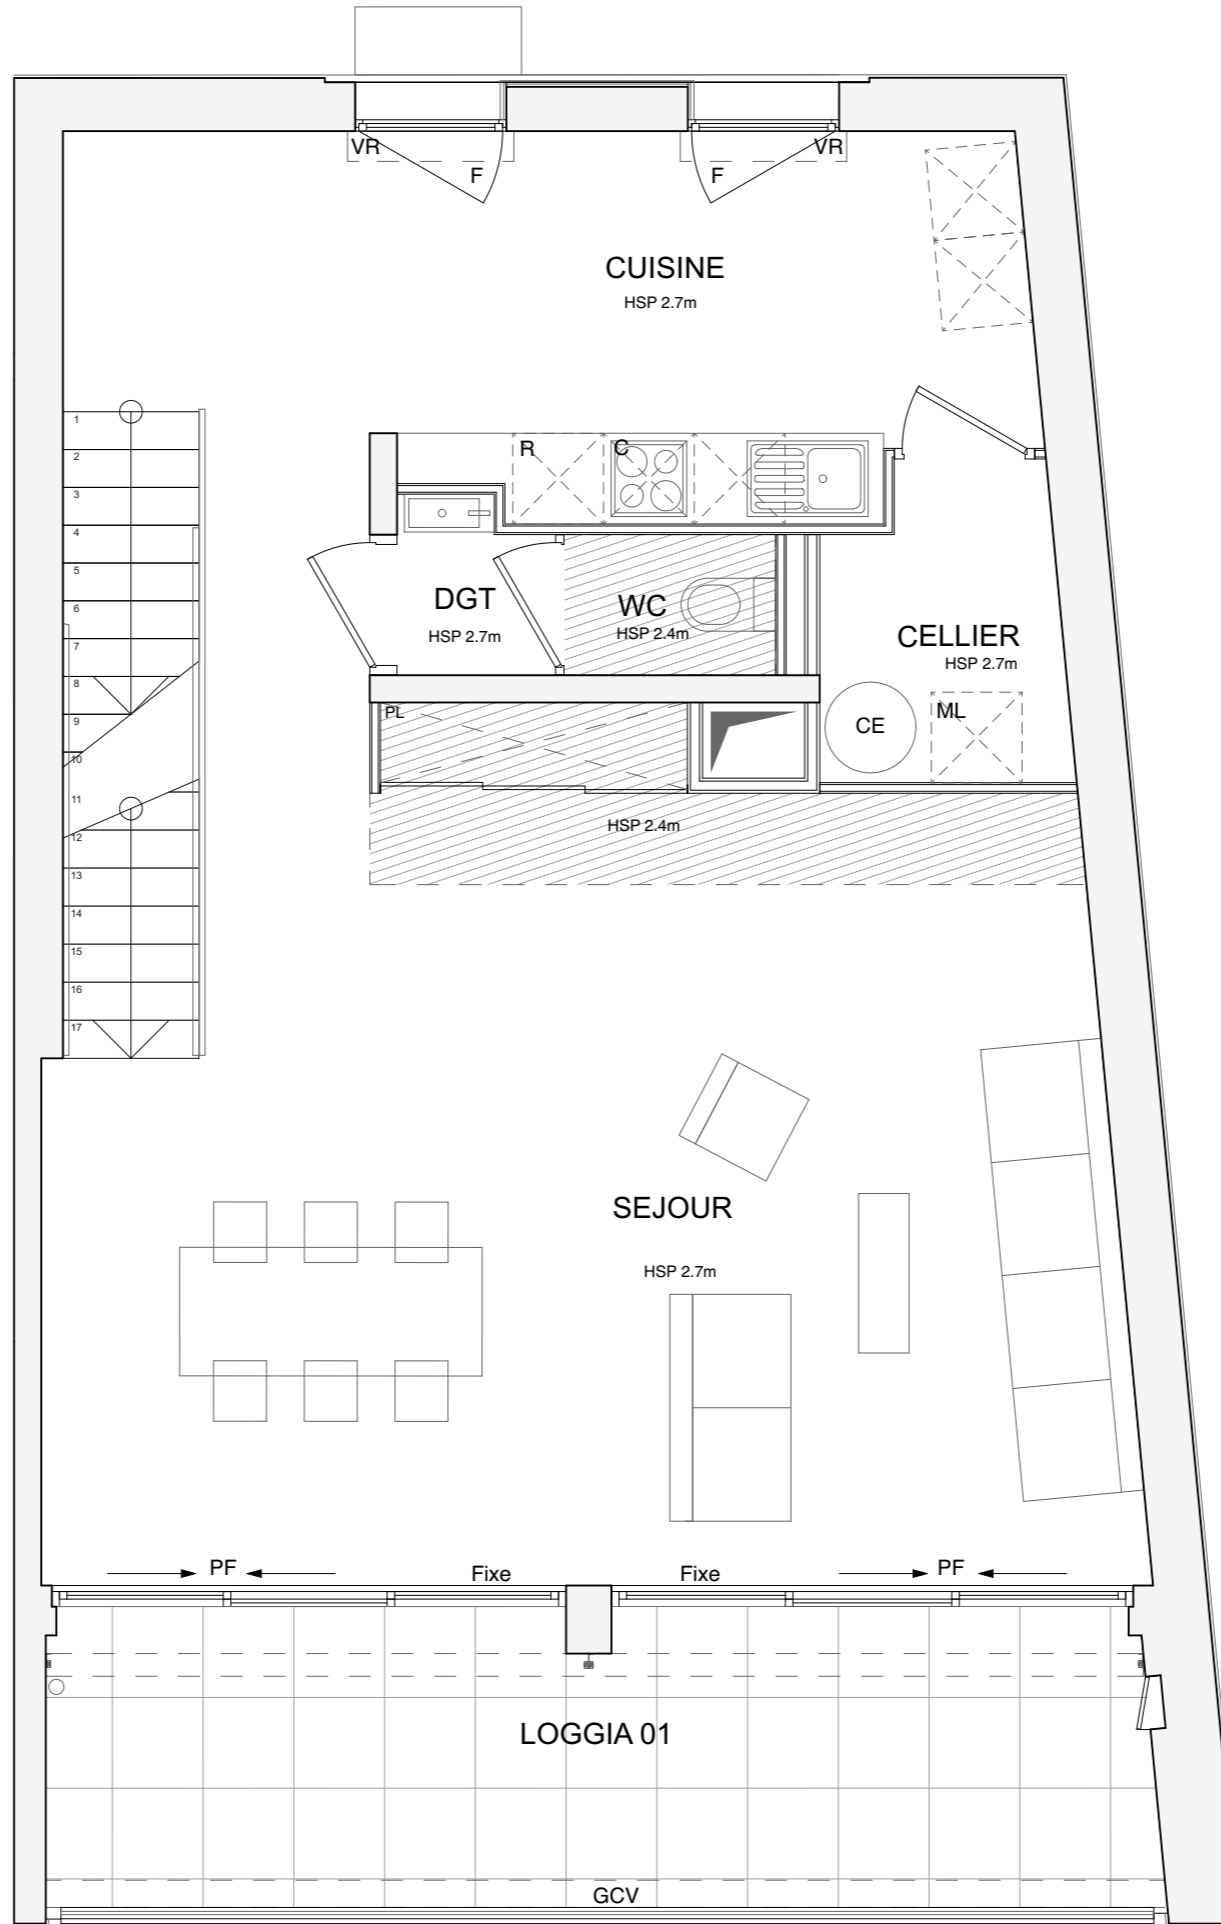 VR
F
F
VR
CUISINE
HSP 2.7m
1
2
3
4
5
6
7
8
9
10
11
12
13
14
15
16
17
R
C
DGT
HSP 2.7m
WC
HSP 2.4m
CELLIER
HSP 2.7m
PL
CE
ML
HSP 2.4m
SEJOUR
HSP 2.7m
PF
Fixe
Fixe
PF
LOGGIA 01
GCV